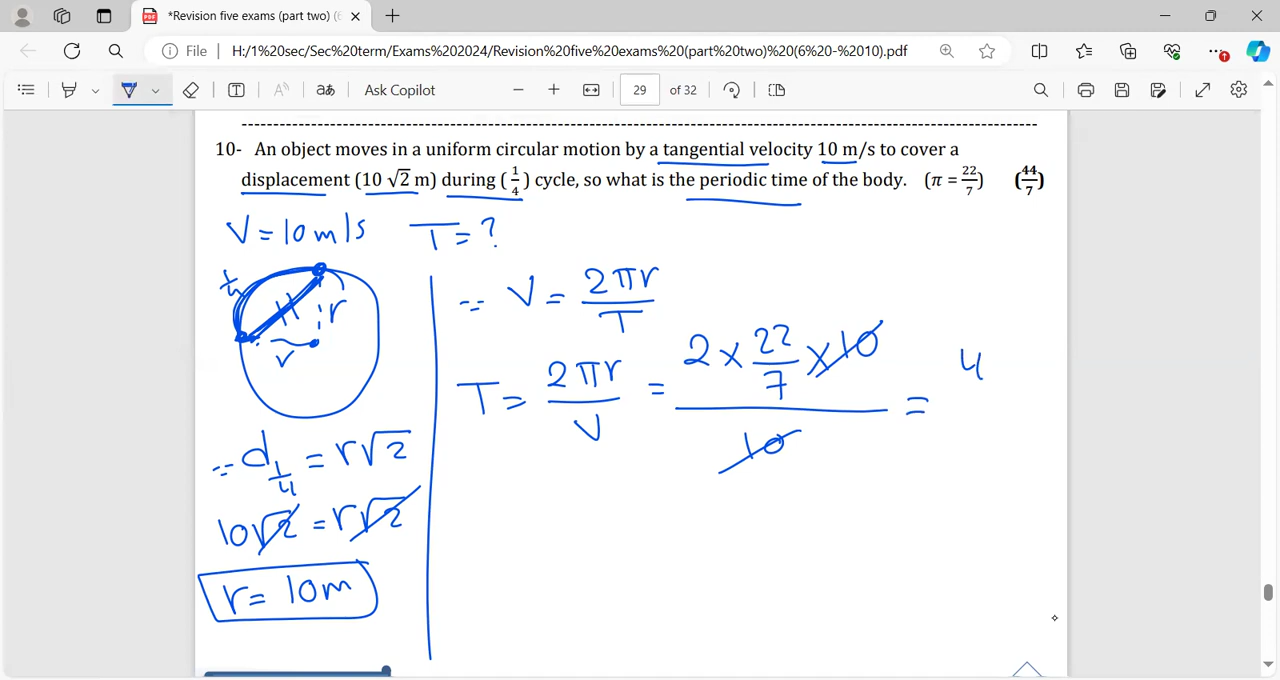 *Revision five exams (part two) (6
File H:/1%20sec/Sec%20term/Exams%202024/Revision%20five%20exams%20(part%20two)%20(6%20-%2010).pdf
Ask Copilot
29 of 32
10- An object moves in a uniform circular motion by a tangential velocity 10 m/s to cover a
displacement (10 √2 m) during (1/4) cycle, so what is the periodic time of the body. (π = 22/7) (44/7)
V = 10 m/s T = ?
1/4
r
r
∵ V = 2πr/T
T = 2πr/V = 2 × 22/7 × 10 / 10 = 4
∵ d 1/4 = r√2
10√2 = r√2
r = 10m